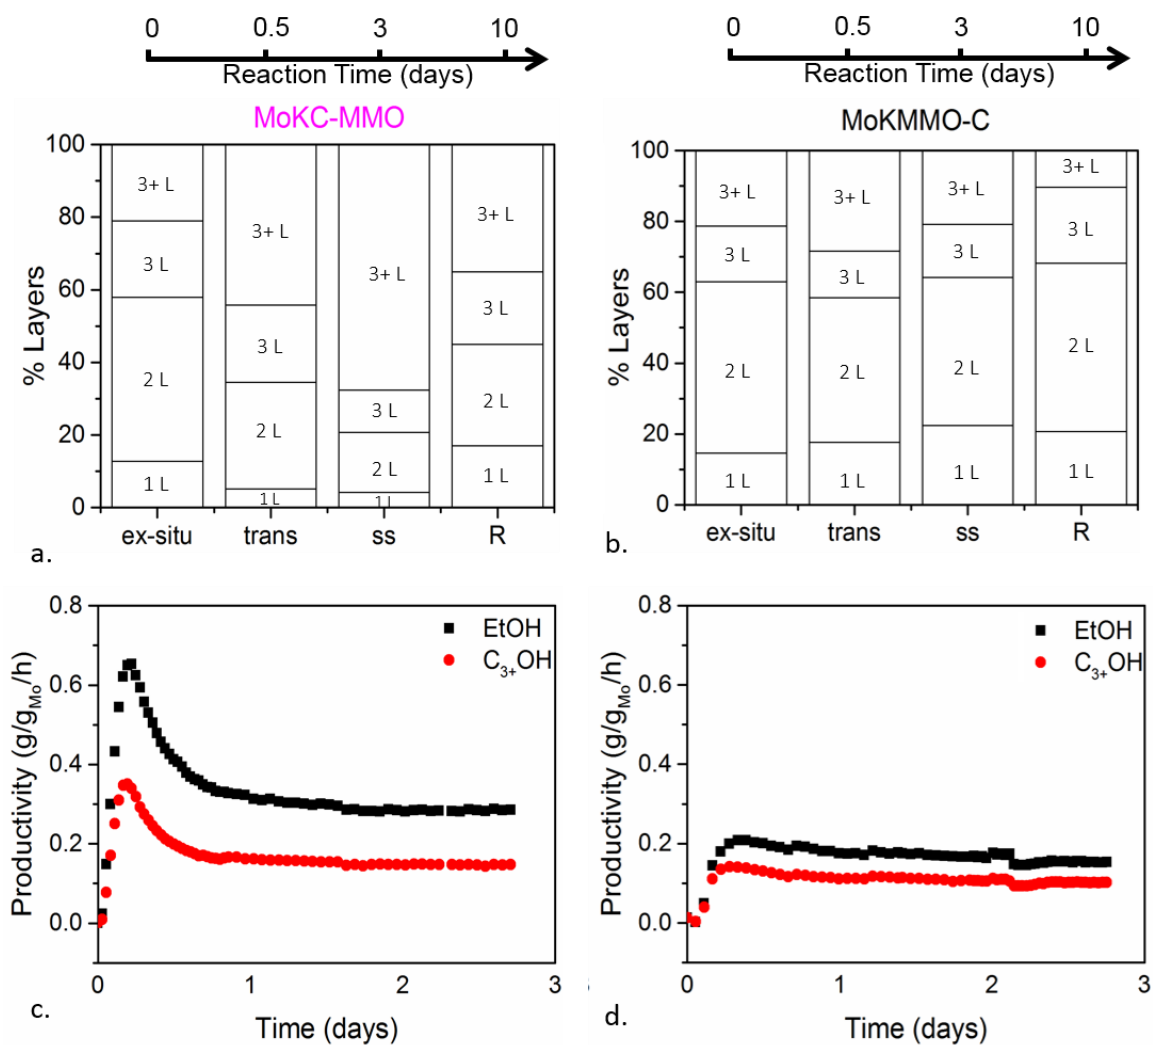 0 0.5 3 10
Reaction Time (days)
0 0.5 3 10
Reaction Time (days)
MoKC-MMO
% Layers
100
80
60
40
20
0
3+ L
3 L
2 L
1 L
3+ L
3 L
2 L
1 L
3+ L
3 L
2 L
1 L
3+ L
3 L
2 L
1 L
ex-situ trans ss R
a.
MoKMMO-C
% Layers
100
80
60
40
20
0
3+ L
3 L
2 L
1 L
3+ L
3 L
2 L
1 L
3+ L
3 L
2 L
1 L
3+ L
3 L
2 L
1 L
ex-situ trans ss R
b.
Productivity (g/gMo/h)
0.8
0.6
0.4
0.2
0.0
EtOH
C3+OH
0 1 2 3
Time (days)
c.
Productivity (g/gMo/h)
0.8
0.6
0.4
0.2
0.0
EtOH
C3+OH
0 1 2 3
Time (days)
d.